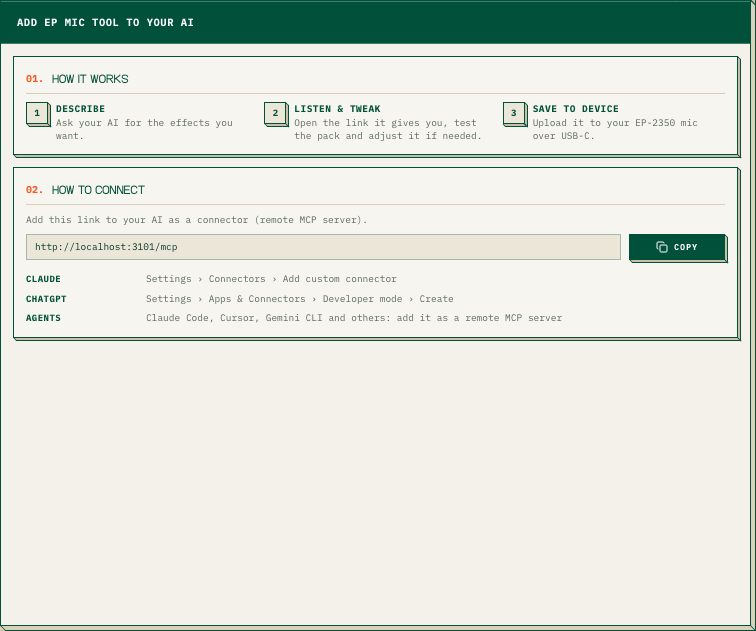 ADD EP MIC TOOL TO YOUR AI
01. HOW IT WORKS
1
DESCRIBE
Ask your AI for the effects you
want.
2
LISTEN & TWEAK
Open the link it gives you, test
the pack and adjust it if needed.
3
SAVE TO DEVICE
Upload it to your EP-2350 mic
over USB-C.
02. HOW TO CONNECT
Add this link to your AI as a connector (remote MCP server).
http://localhost:3101/mcp
COPY
CLAUDE Settings › Connectors › Add custom connector
CHATGPT Settings › Apps & Connectors › Developer mode › Create
AGENTS Claude Code, Cursor, Gemini CLI and others: add it as a remote MCP server